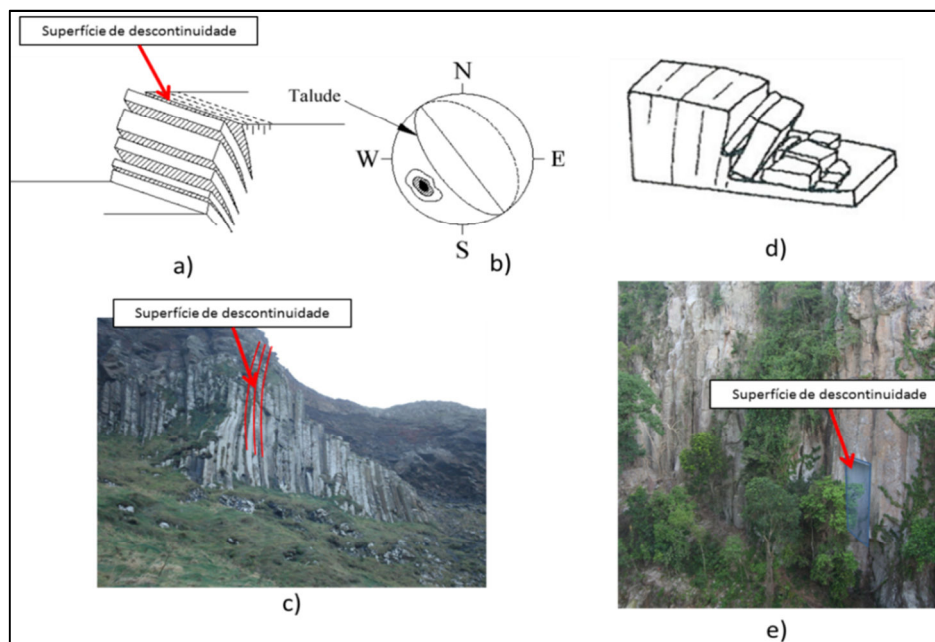 Superfície de descontinuidade
a)
Talude
N
W
E
S
b)
d)
Superfície de descontinuidade
c)
Superfície de descontinuidade
e)